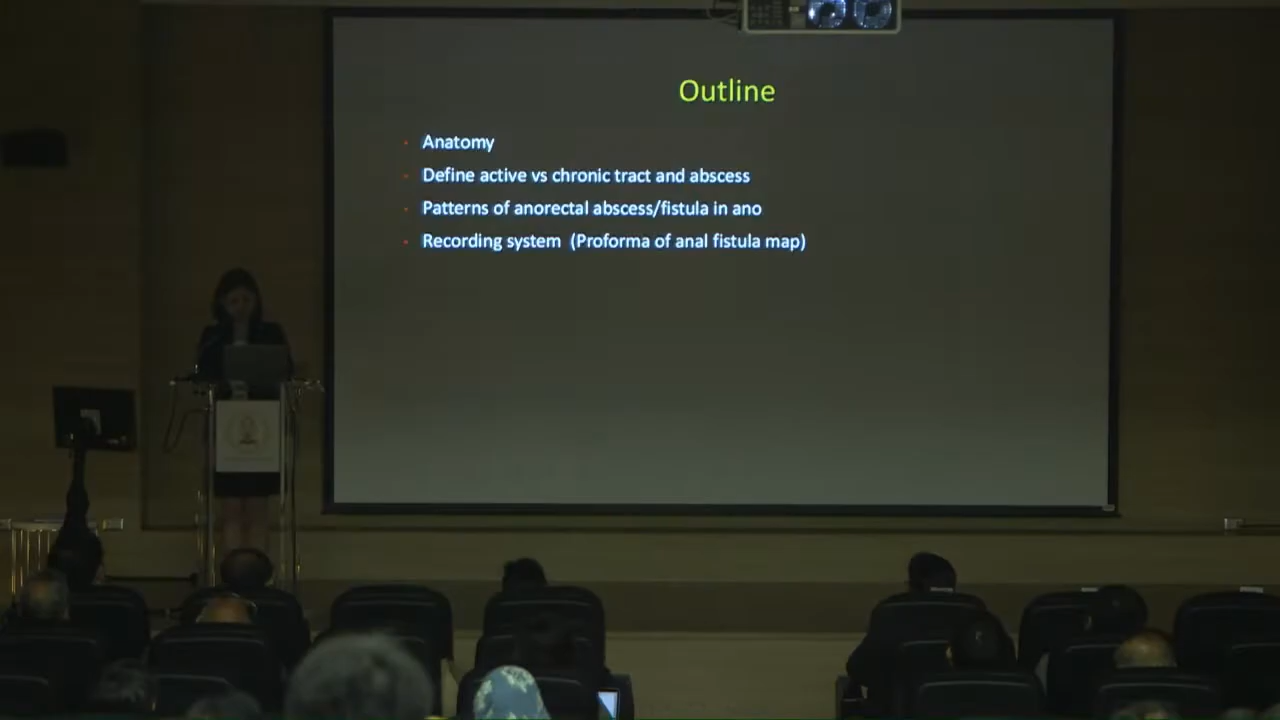 Outline
Anatomy
Define active vs chronic tract and abscess
Patterns of anorectal abscess/fistula in ano
Recording system (Proforma of anal fistula map)